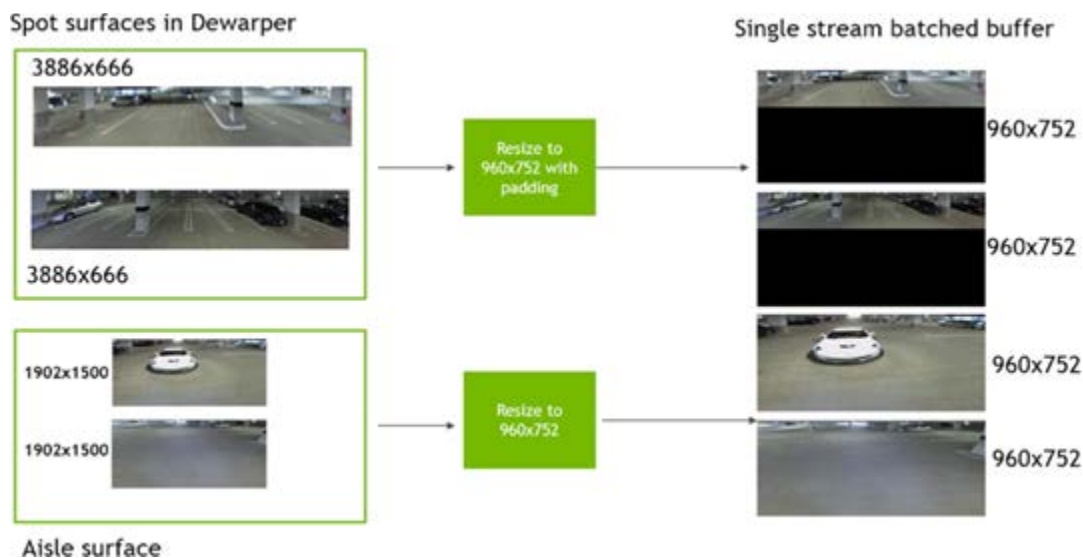 Spot surfaces in Dewarper
Single stream batched buffer
3886x666
960x752
Resize to
960x752 with
padding
3886x666
960x752
1902x1500
960x752
Resize to
960x752
1902x1500
960x752
Aisle surface